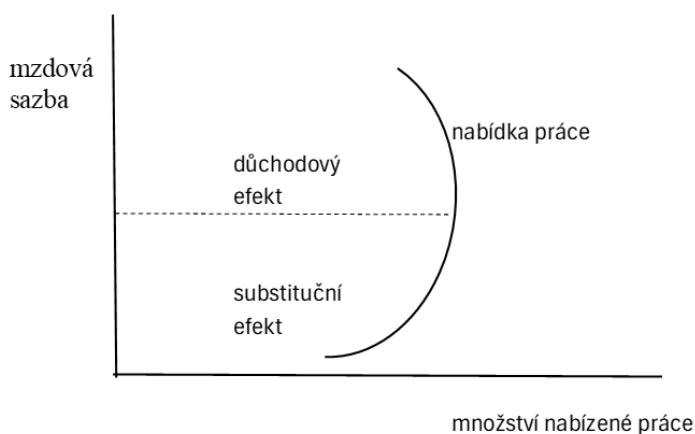 mzdová
sazba
nabídka práce
důchodový
efekt
substituční
efekt
množství nabízené práce